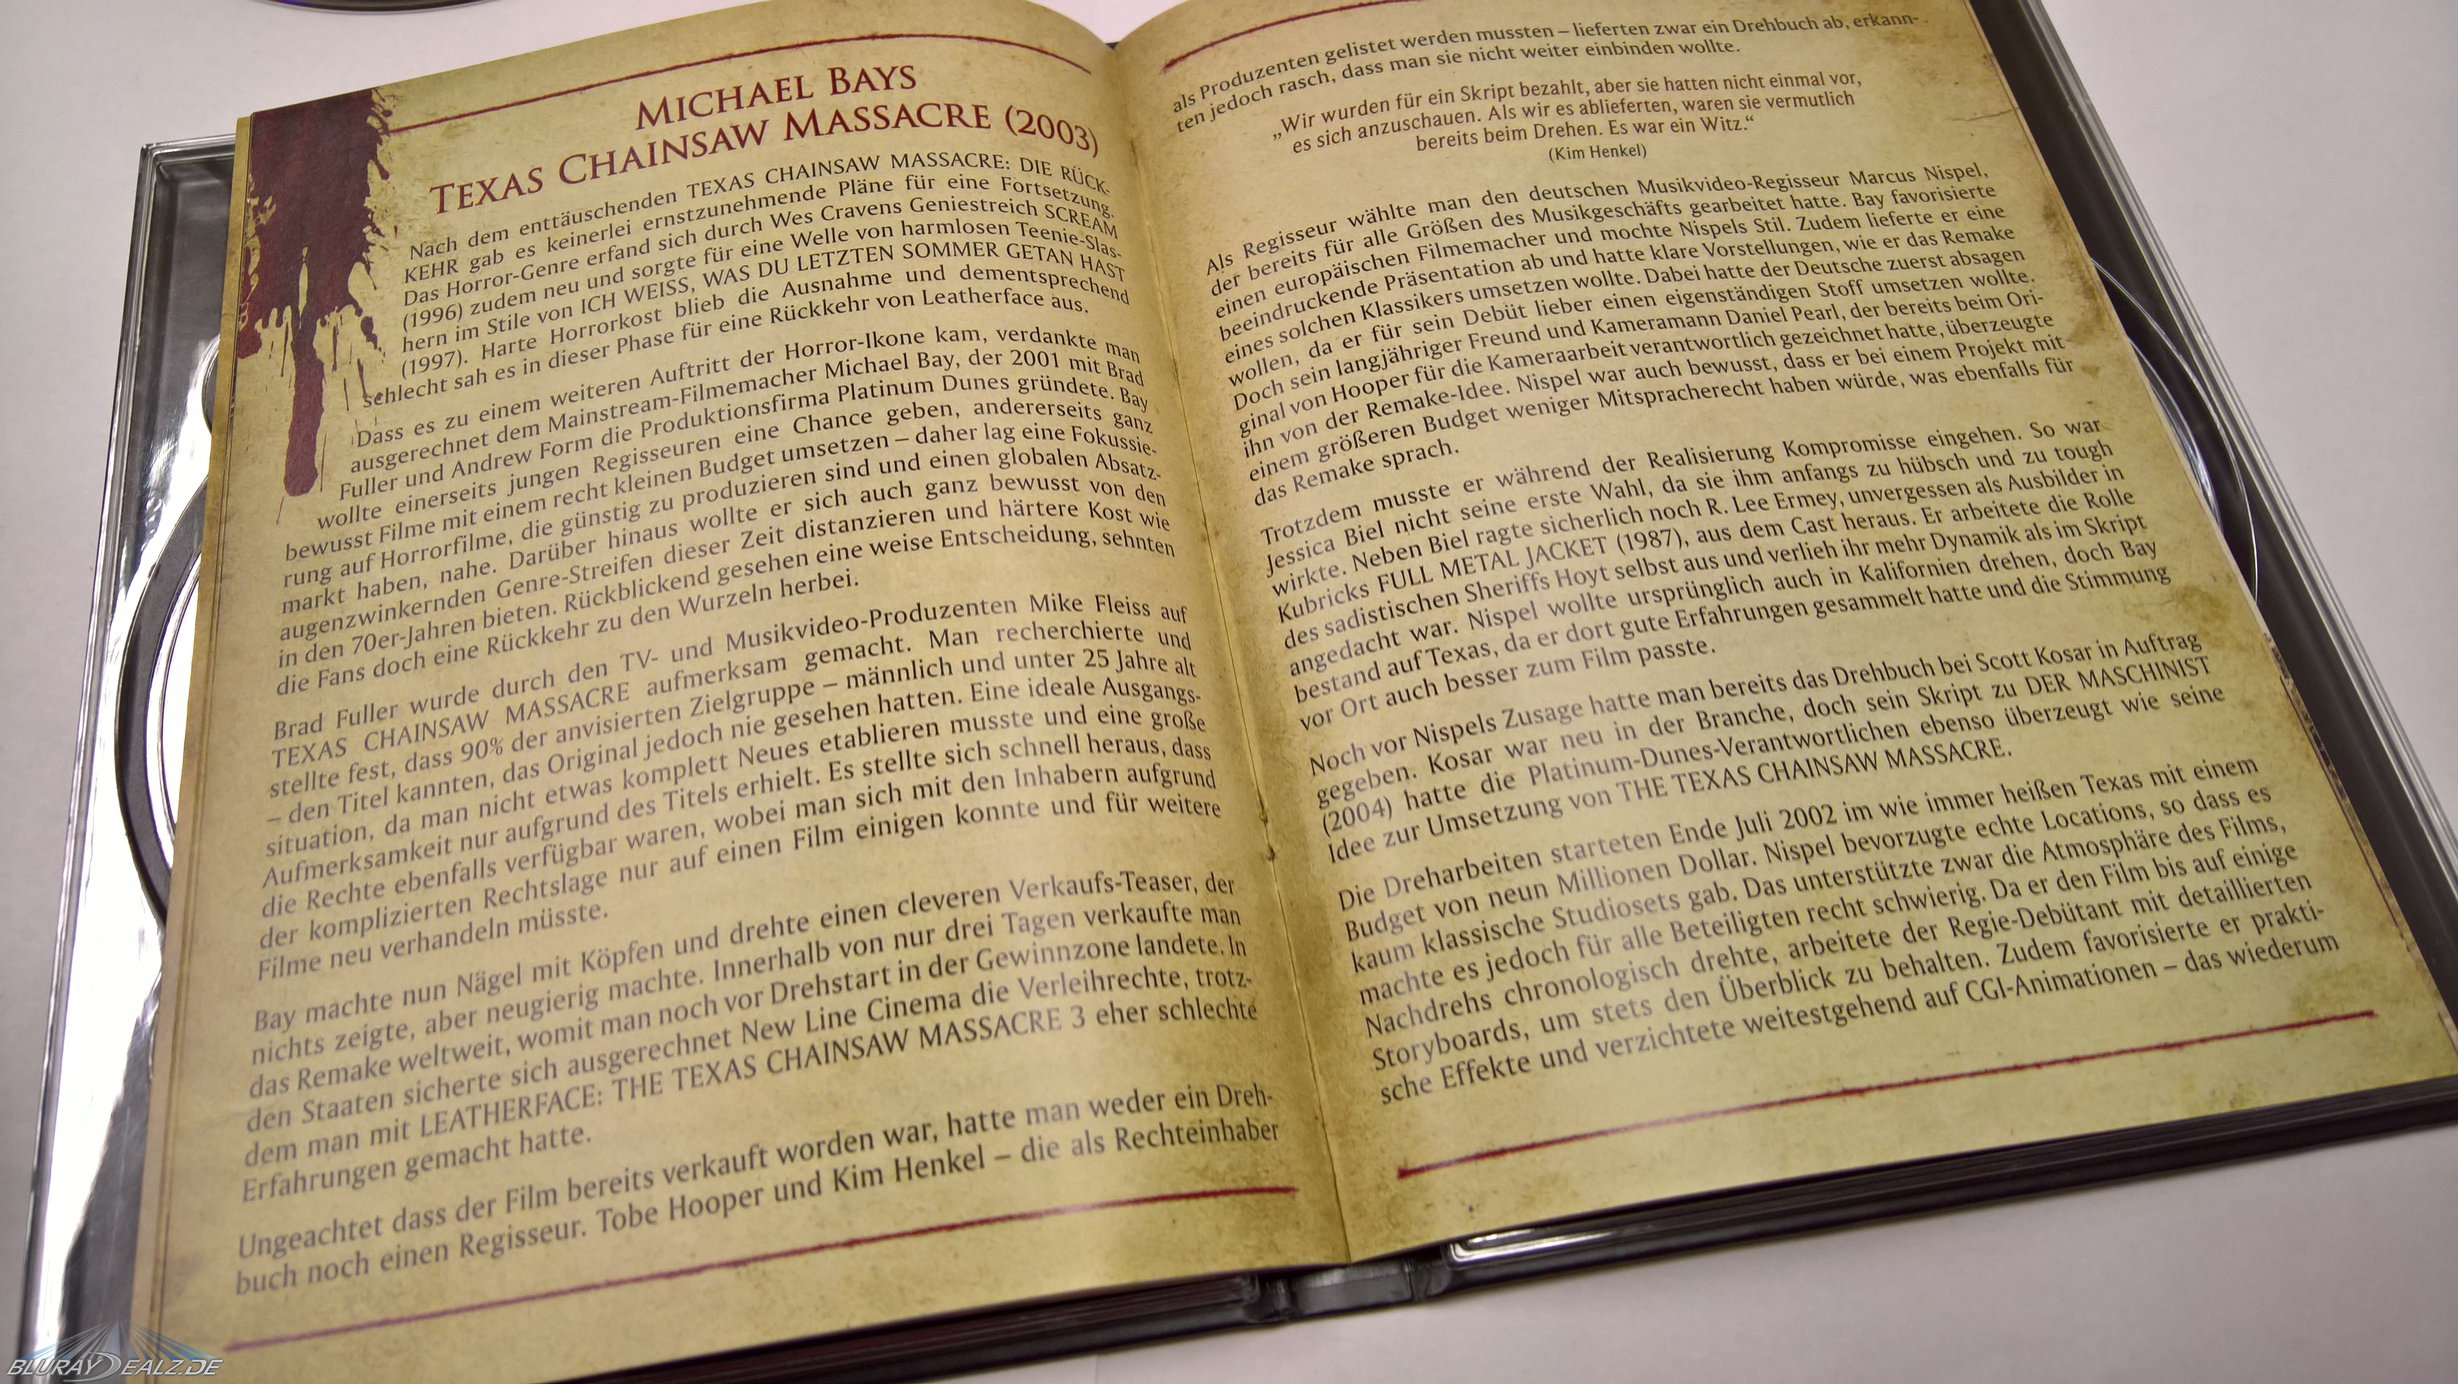 MICHAEL BAYS
TEXAS CHAINSAW MASSACRE (2003)
Nach dem enttäuschenden TEXAS CHAINSAW MASSACRE: DIE RÜCK-
KEHR gab es keinerlei ernstzunehmende Pläne für eine Fortsetzung.
Das Horror-Genre erfand sich durch Wes Cravens Geniestreich SCREAM
(1996) zudem neu und sorgte für eine Welle von harmlosen Teenie-Slas-
hern im Stile von ICH WEISS, WAS DU LETZTEN SOMMER GETAN HAST
(1997). Harte Horrorkost blieb die Ausnahme und dementsprechend
schlecht sah es in dieser Phase für eine Rückkehr von Leatherface aus.
Dass es zu einem weiteren Auftritt der Horror-Ikone kam, verdankte man
ausgerechnet dem Mainstream-Filmemacher Michael Bay, der 2001 mit Brad
Fuller und Andrew Form die Produktionsfirma Platinum Dunes gründete. Bay
wollte einerseits jungen Regisseuren eine Chance geben, andererseits ganz
bewusst Filme mit einem recht kleinen Budget umsetzen – daher lag eine Fokussie-
rung auf Horrorfilme, die günstig zu produzieren sind und einen globalen Absatz-
markt haben, nahe. Darüber hinaus wollte er sich auch ganz bewusst von den
augenzwinkernden Genre-Streifen dieser Zeit distanzieren und härtere Kost wie
in den 70er-Jahren bieten. Rückblickend gesehen eine weise Entscheidung, sehnten
die Fans doch eine Rückkehr zu den Wurzeln herbei.
Brad Fuller wurde durch den TV- und Musikvideo-Produzenten Mike Fleiss auf
TEXAS CHAINSAW MASSACRE aufmerksam gemacht. Man recherchierte und
stellte fest, dass 90% der anvisierten Zielgruppe – männlich und unter 25 Jahre alt
– den Titel kannten, das Original jedoch nie gesehen hatten. Eine ideale Ausgangs-
situation, da man nicht etwas komplett Neues etablieren musste und eine große
Aufmerksamkeit nur aufgrund des Titels erhielt. Es stellte sich schnell heraus, dass
die Rechte ebenfalls verfügbar waren, wobei man sich mit den Inhabern aufgrund
der komplizierten Rechtslage nur auf einen Film einigen konnte und für weitere
Filme neu verhandeln müsste.
Bay machte nun Nägel mit Köpfen und drehte einen cleveren Verkaufs-Teaser, der
nichts zeigte, aber neugierig machte. Innerhalb von nur drei Tagen verkaufte man
das Remake weltweit, womit man noch vor Drehstart in der Gewinnzone landete. In
den Staaten sicherte sich ausgerechnet New Line Cinema die Verleihrechte, trotz-
dem man mit LEATHERFACE: THE TEXAS CHAINSAW MASSACRE 3 eher schlechte
Erfahrungen gemacht hatte.
Ungeachtet dass der Film bereits verkauft worden war, hatte man weder ein Dreh-
buch noch einen Regisseur. Tobe Hooper und Kim Henkel – die als Rechteinhaber
als Produzenten gelistet werden mussten – lieferten zwar ein Drehbuch ab, erkann-
ten jedoch rasch, dass man sie nicht weiter einbinden wollte.
„Wir wurden für ein Skript bezahlt, aber sie hatten nicht einmal vor,
es sich anzuschauen. Als wir es ablieferten, waren sie vermutlich
bereits beim Drehen. Es war ein Witz.“
(Kim Henkel)
Als Regisseur wählte man den deutschen Musikvideo-Regisseur Marcus Nispel,
der bereits für alle Größen des Musikgeschäfts gearbeitet hatte. Bay favorisierte
einen europäischen Filmemacher und mochte Nispels Stil. Zudem lieferte er eine
beeindruckende Präsentation ab und hatte klare Vorstellungen, wie er das Remake
eines solchen Klassikers umsetzen wollte. Dabei hatte der Deutsche zuerst absagen
wollen, da er für sein Debüt lieber einen eigenständigen Stoff umsetzen wollte.
Doch sein langjähriger Freund und Kameramann Daniel Pearl, der bereits beim Ori-
ginal von Hooper für die Kameraarbeit verantwortlich gezeichnet hatte, überzeugte
ihn von der Remake-Idee. Nispel war auch bewusst, dass er bei einem Projekt mit
einem größeren Budget weniger Mitspracherecht haben würde, was ebenfalls für
das Remake sprach.
Trotzdem musste er während der Realisierung Kompromisse eingehen. So war
Jessica Biel nicht seine erste Wahl, da sie ihm anfangs zu hübsch und zu tough
wirkte. Neben Biel ragte sicherlich noch R. Lee Ermey, unvergessen als Ausbilder in
Kubricks FULL METAL JACKET (1987), aus dem Cast heraus. Er arbeitete die Rolle
des sadistischen Sheriffs Hoyt selbst aus und verlieh ihr mehr Dynamik als im Skript
angedacht war. Nispel wollte ursprünglich auch in Kalifornien drehen, doch Bay
bestand auf Texas, da er dort gute Erfahrungen gesammelt hatte und die Stimmung
vor Ort auch besser zum Film passte.
Noch vor Nispels Zusage hatte man bereits das Drehbuch bei Scott Kosar in Auftrag
gegeben. Kosar war neu in der Branche, doch sein Skript zu DER MASCHINIST
(2004) hatte die Platinum-Dunes-Verantwortlichen ebenso überzeugt wie seine
Idee zur Umsetzung von THE TEXAS CHAINSAW MASSACRE.
Die Dreharbeiten starteten Ende Juli 2002 im wie immer heißen Texas mit einem
Budget von neun Millionen Dollar. Nispel bevorzugte echte Locations, so dass es
kaum klassische Studiosets gab. Das unterstützte zwar die Atmosphäre des Films,
machte es jedoch für alle Beteiligten recht schwierig. Da er den Film bis auf einige
Nachdrehs chronologisch drehte, arbeitete der Regie-Debütant mit detaillierten
Storyboards, um stets den Überblick zu behalten. Zudem favorisierte er prakti-
sche Effekte und verzichtete weitestgehend auf CGI-Animationen – das wiederum
BLURAYDEALZ.DE